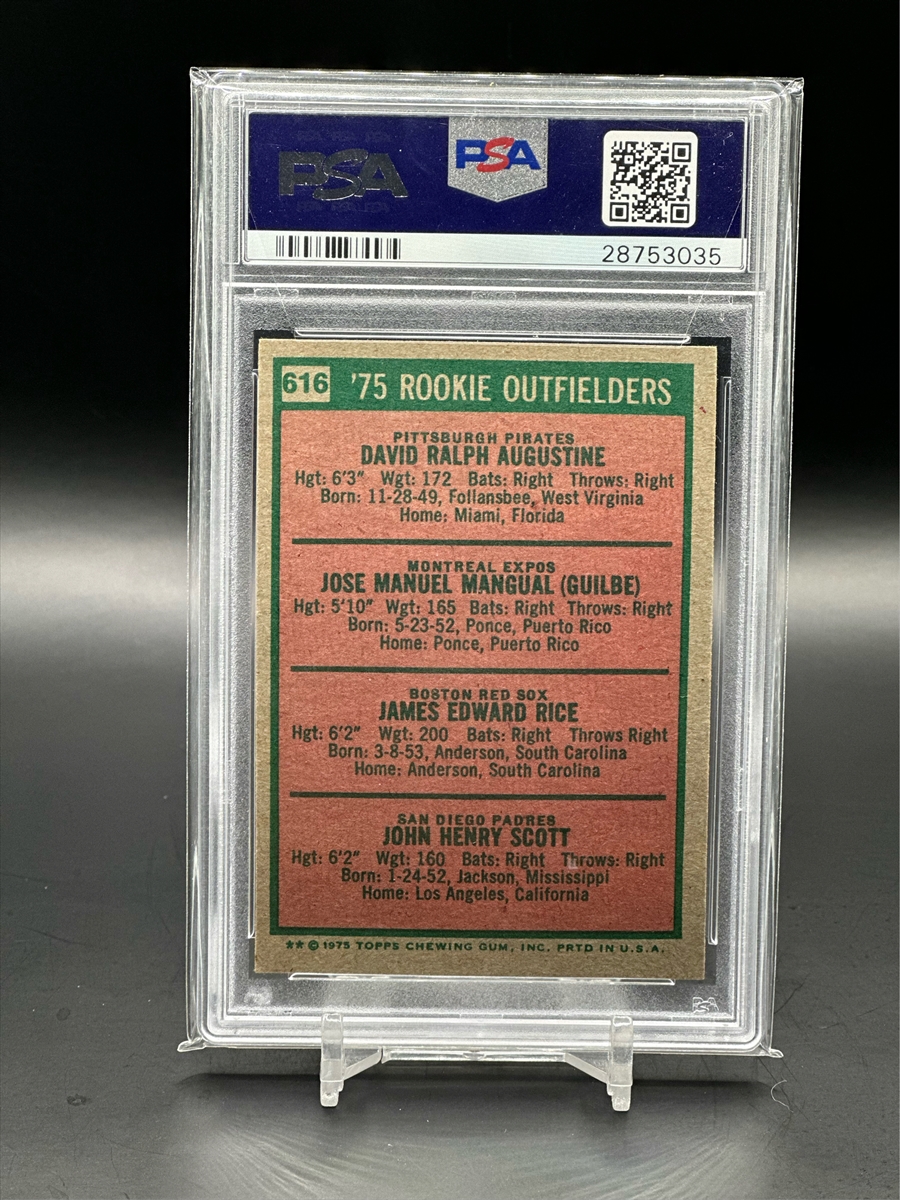 PSA
PSA
28753035
616 '75 ROOKIE OUTFIELDERS
PITTSBURGH PIRATES
DAVID RALPH AUGUSTINE
Hgt: 6'3" Wgt: 172 Bats: Right Throws: Right
Born: 11-28-49, Follansbee, West Virginia
Home: Miami, Florida
MONTREAL EXPOS
JOSE MANUEL MANGUAL (GUILBE)
Hgt: 5'10" Wgt: 165 Bats: Right Throws: Right
Born: 5-23-52, Ponce, Puerto Rico
Home: Ponce, Puerto Rico
BOSTON RED SOX
JAMES EDWARD RICE
Hgt: 6'2" Wgt: 200 Bats: Right Throws Right
Born: 3-8-53, Anderson, South Carolina
Home: Anderson, South Carolina
SAN DIEGO PADRES
JOHN HENRY SCOTT
Hgt: 6'2" Wgt: 160 Bats: Right Throws: Right
Born: 1-24-52, Jackson, Mississippi
Home: Los Angeles, California
** © 1975 TOPPS CHEWING GUM, INC. PRTD IN U.S.A.
PSA